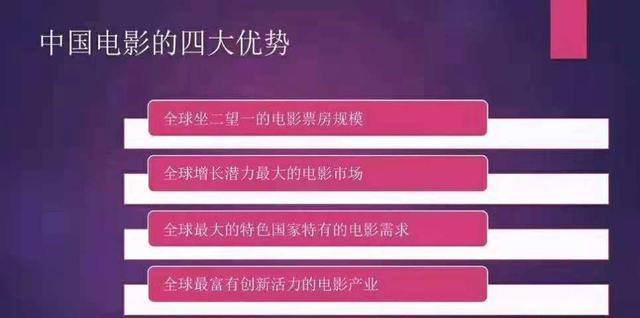 中国电影的四大优势
全球坐二望一的电影票房规模
全球增长潜力最大的电影市场
全球最大的特色国家特有的电影需求
全球最富有创新活力的电影产业